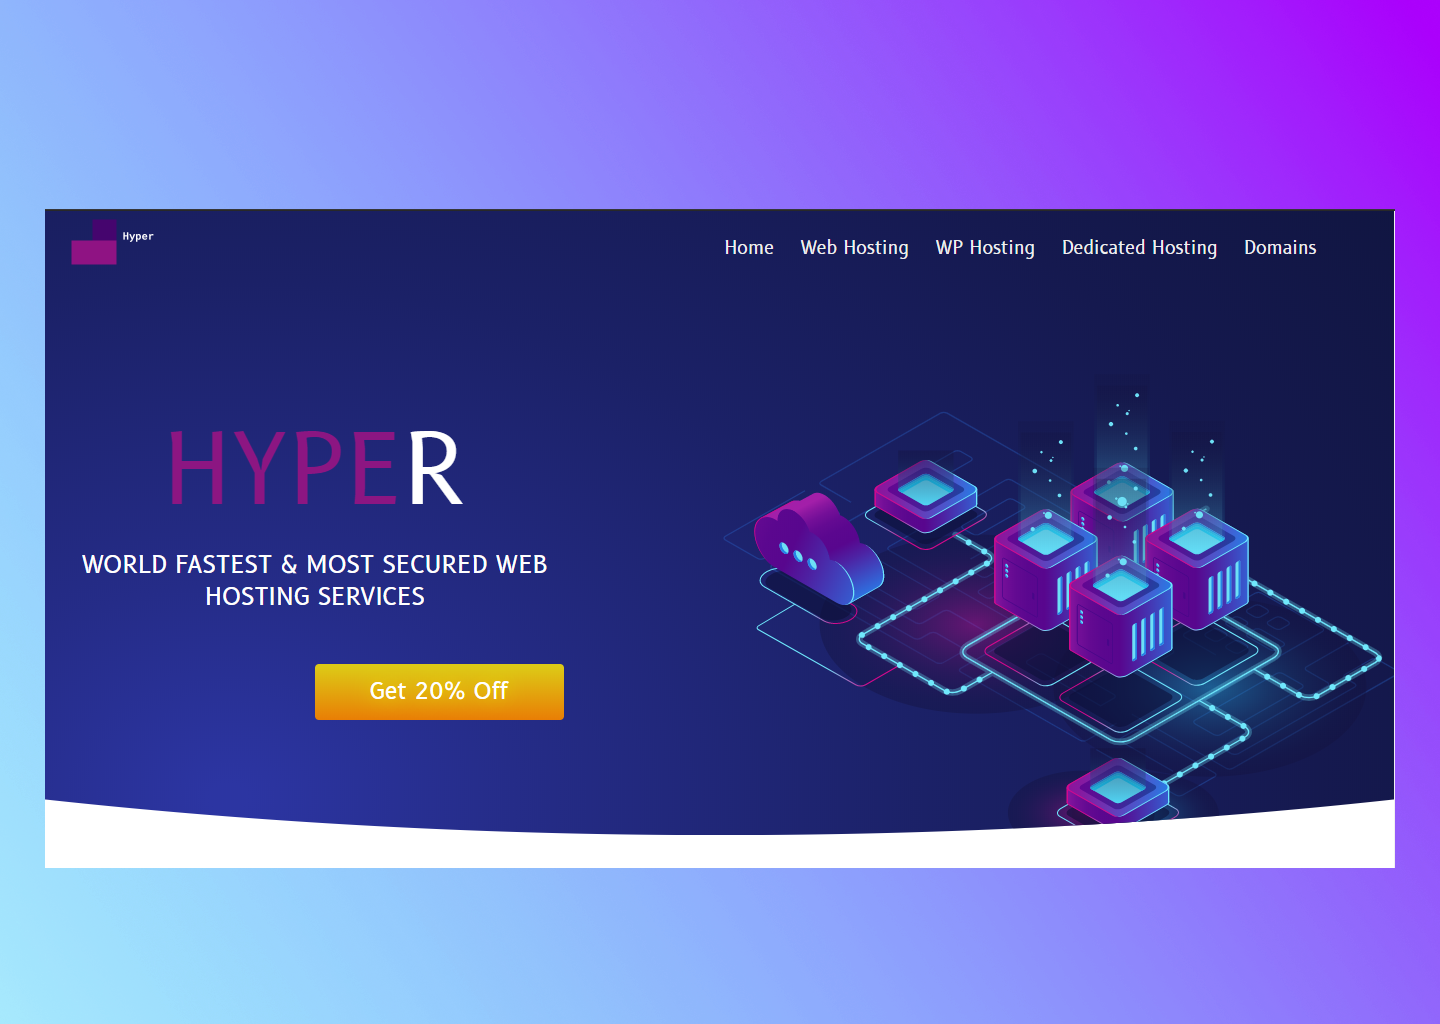 Hyper
Home Web Hosting WP Hosting Dedicated Hosting Domains
HYPER
WORLD FASTEST & MOST SECURED WEB
HOSTING SERVICES
Get 20% Off